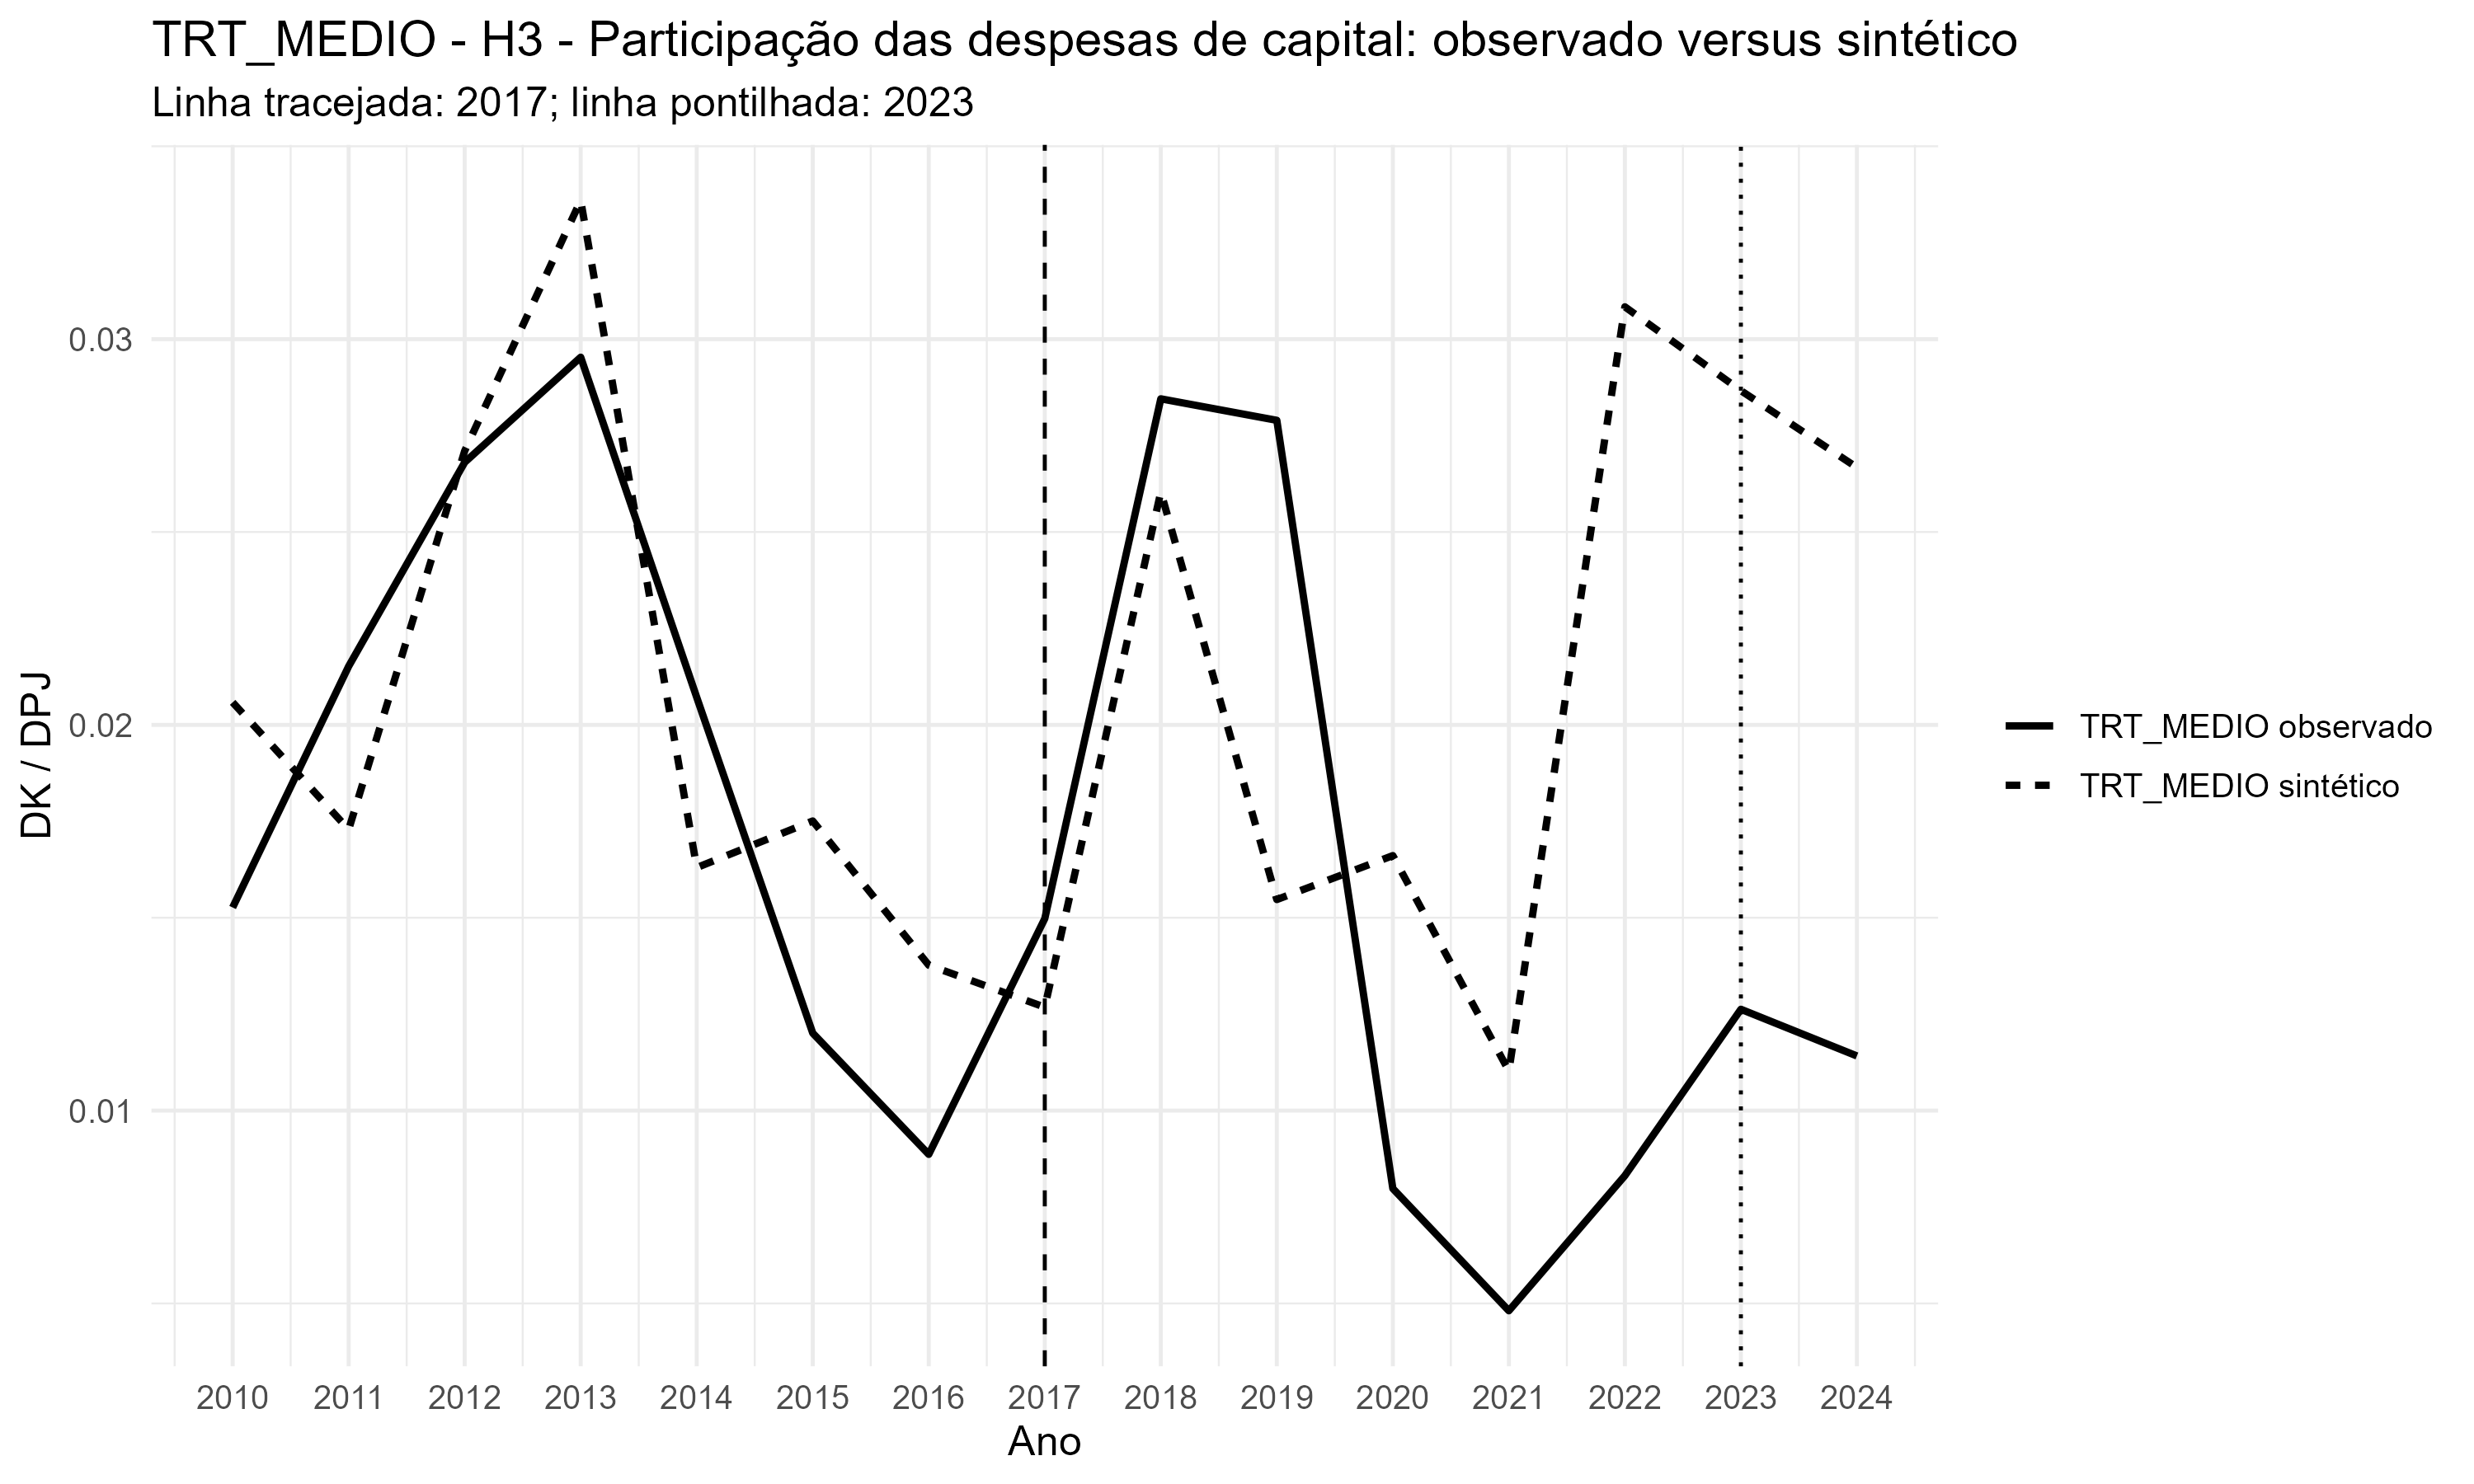 TRT_MEDIO - H3 - Participação das despesas de capital: observado versus sintético
Linha tracejada: 2017; linha pontilhada: 2023
DK / DPJ
0.03
0.02
0.01
2010 2011 2012 2013 2014 2015 2016 2017 2018 2019 2020 2021 2022 2023 2024
Ano
TRT_MEDIO observado
TRT_MEDIO sintético